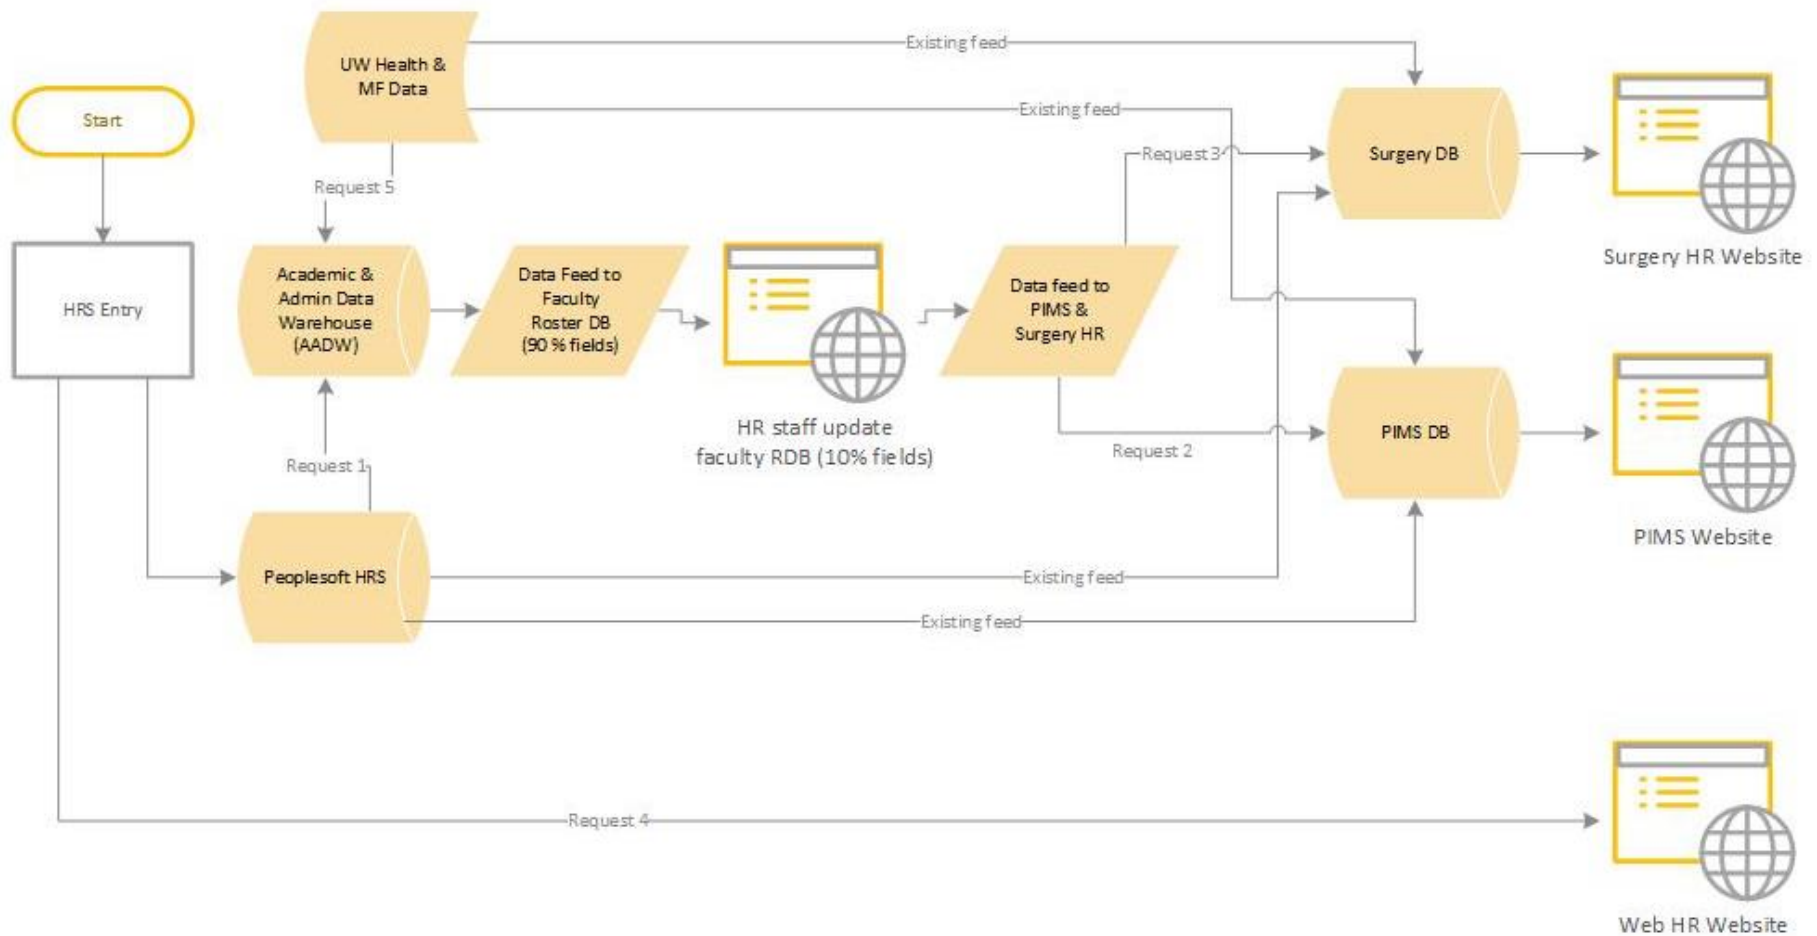 Existing feed
UW Health &
MF Data
Start
Existing feed
Request 3
Surgery DB
Request 5
Surgery HR Website
HRS Entry
Academic &
Admin Data
Warehouse
(AADW)
Data Feed to
Faculty
Roster DB
(90 % fields)
Data feed to
PIMS &
Surgery HR
HR staff update
faculty RDB (10% fields)
PIMS DB
Request 2
Request 1
PIMS Website
Peoplesoft HRS
Existing feed
Existing feed
Request 4
Web HR Website